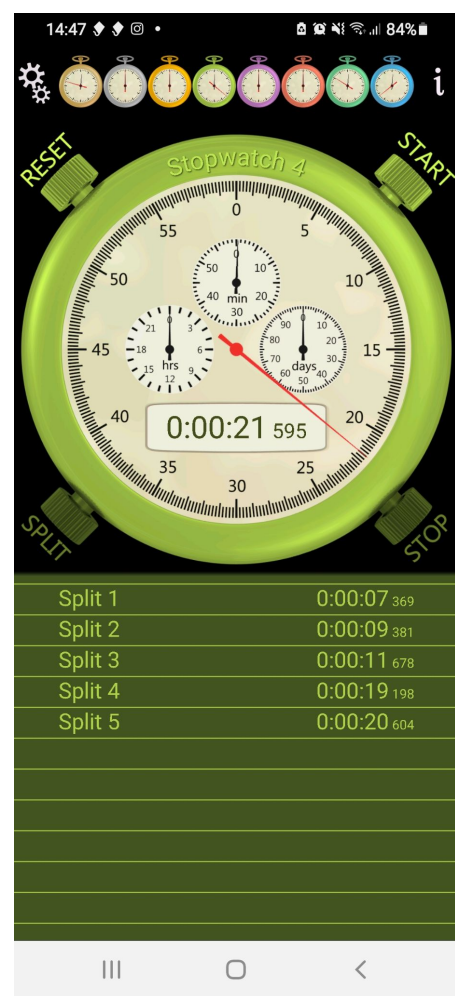 14:47 84%
i
RESET START
Stopwatch 4
0
55 5
50 10
45 15
40 20
35 25
30
0
50 10
40 20
min
30
0
21 3
18 6
hrs
15 9
12
0
90 10
80 20
70 30
days
60 40
50
0:00:21 595
SPLIT STOP
Split 1 0:00:07 369
Split 2 0:00:09 381
Split 3 0:00:11 678
Split 4 0:00:19 198
Split 5 0:00:20 604